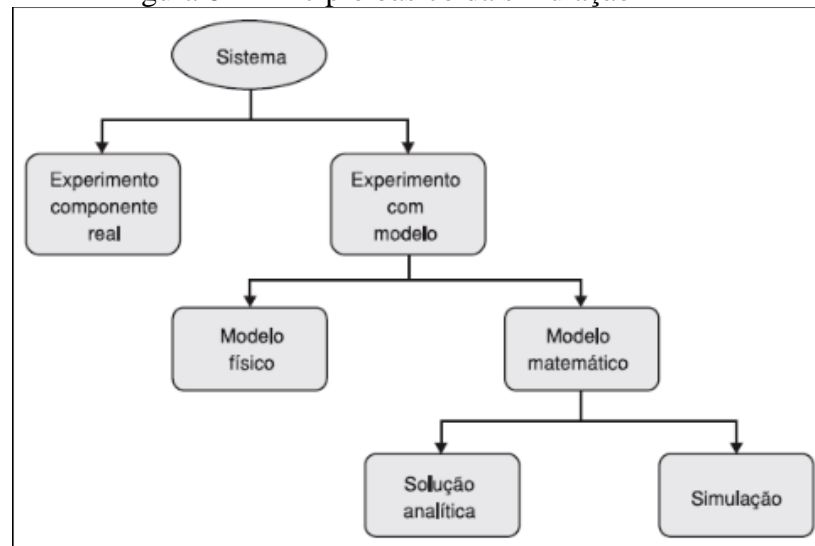 Sistema
Experimento
componente
real
Experimento
com
modelo
Modelo
físico
Modelo
matemático
Solução
analítica
Simulação